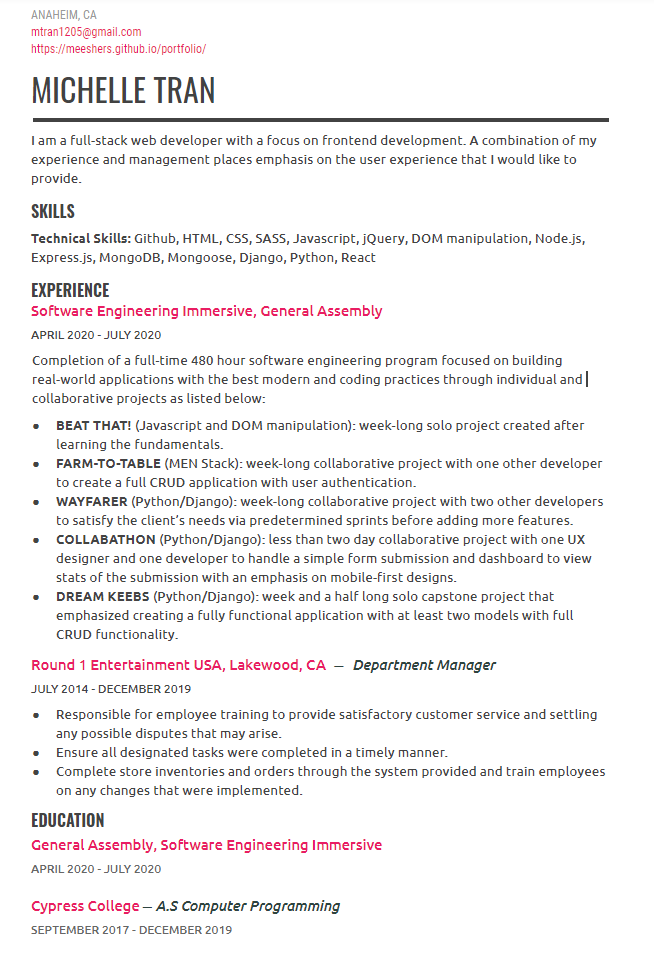 ANAHEIM, CA
mtran1205@gmail.com
https://meeshers.github.io/portfolio/
MICHELLE TRAN
I am a full-stack web developer with a focus on frontend development. A combination of my
experience and management places emphasis on the user experience that I would like to
provide.
SKILLS
Technical Skills: Github, HTML, CSS, SASS, Javascript, jQuery, DOM manipulation, Node.js,
Express.js, MongoDB, Mongoose, Django, Python, React
EXPERIENCE
Software Engineering Immersive, General Assembly
APRIL 2020 - JULY 2020
Completion of a full-time 480 hour software engineering program focused on building
real-world applications with the best modern and coding practices through individual and
collaborative projects as listed below:
● BEAT THAT! (Javascript and DOM manipulation): week-long solo project created after
learning the fundamentals.
● FARM-TO-TABLE (MEN Stack): week-long collaborative project with one other developer
to create a full CRUD application with user authentication.
● WAYFARER (Python/Django): week-long collaborative project with two other developers
to satisfy the client's needs via predetermined sprints before adding more features.
● COLLABATHON (Python/Django): less than two day collaborative project with one UX
designer and one developer to handle a simple form submission and dashboard to view
stats of the submission with an emphasis on mobile-first designs.
● DREAM KEEBS (Python/Django): week and a half long solo capstone project that
emphasized creating a fully functional application with at least two models with full
CRUD functionality.
Round 1 Entertainment USA, Lakewood, CA — Department Manager
JULY 2014 - DECEMBER 2019
● Responsible for employee training to provide satisfactory customer service and settling
any possible disputes that may arise.
● Ensure all designated tasks were completed in a timely manner.
● Complete store inventories and orders through the system provided and train employees
on any changes that were implemented.
EDUCATION
General Assembly, Software Engineering Immersive
APRIL 2020 - JULY 2020
Cypress College — A.S Computer Programming
SEPTEMBER 2017 - DECEMBER 2019